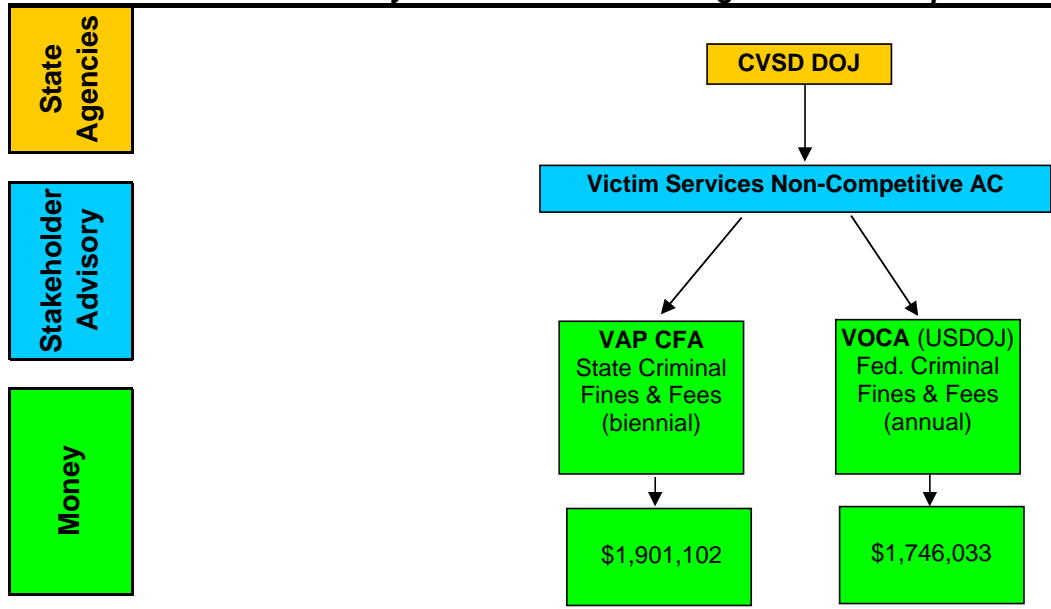 State
Agencies
CVSD DOJ
Stakeholder
Advisory
Victim Services Non-Competitive AC
Money
VAP CFA
State Criminal
Fines & Fees
(biennial)
VOCA (USDOJ)
Fed. Criminal
Fines & Fees
(annual)
$1,901,102
$1,746,033